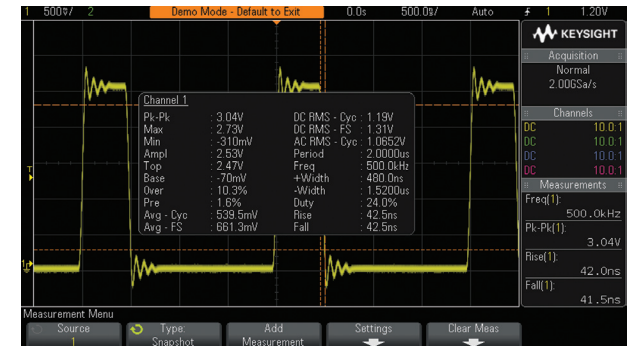 1 500▽/ 2 Demo Mode - Default to Exit 0.0s 500.0▽/ Auto 1 1.20V
KEYSIGHT
Acquisition
Normal
2.00GSa/s
Channels
DC 10.0:1
DC 10.0:1
DC 10.0:1
DC 10.0:1
Measurements
Freq(1):
500.0kHz
Pk-Pk(1):
3.04V
Rise(1):
42.0ns
Fall(1):
41.5ns
Channel 1
Pk-Pk : 3.04V DC RMS - Cyc : 1.19V
Max : 2.73V DC RMS - FS : 1.31V
Min : -310mV AC RMS - Cyc : 1.0652V
Ampl : 2.53V Period : 2.0000us
Top : 2.47V Freq : 500.0kHz
Base : -70mV +Width : 480.0ns
Over : 10.3% -Width : 1.5200us
Pre : 1.6% Duty : 24.0%
Avg - Cyc : 539.5mV Rise : 42.5ns
Avg - FS : 661.3mV Fall : 42.5ns
T
1
Measurement Menu
Source Type: Add Settings Clear Meas
1 Snapshot Measurement